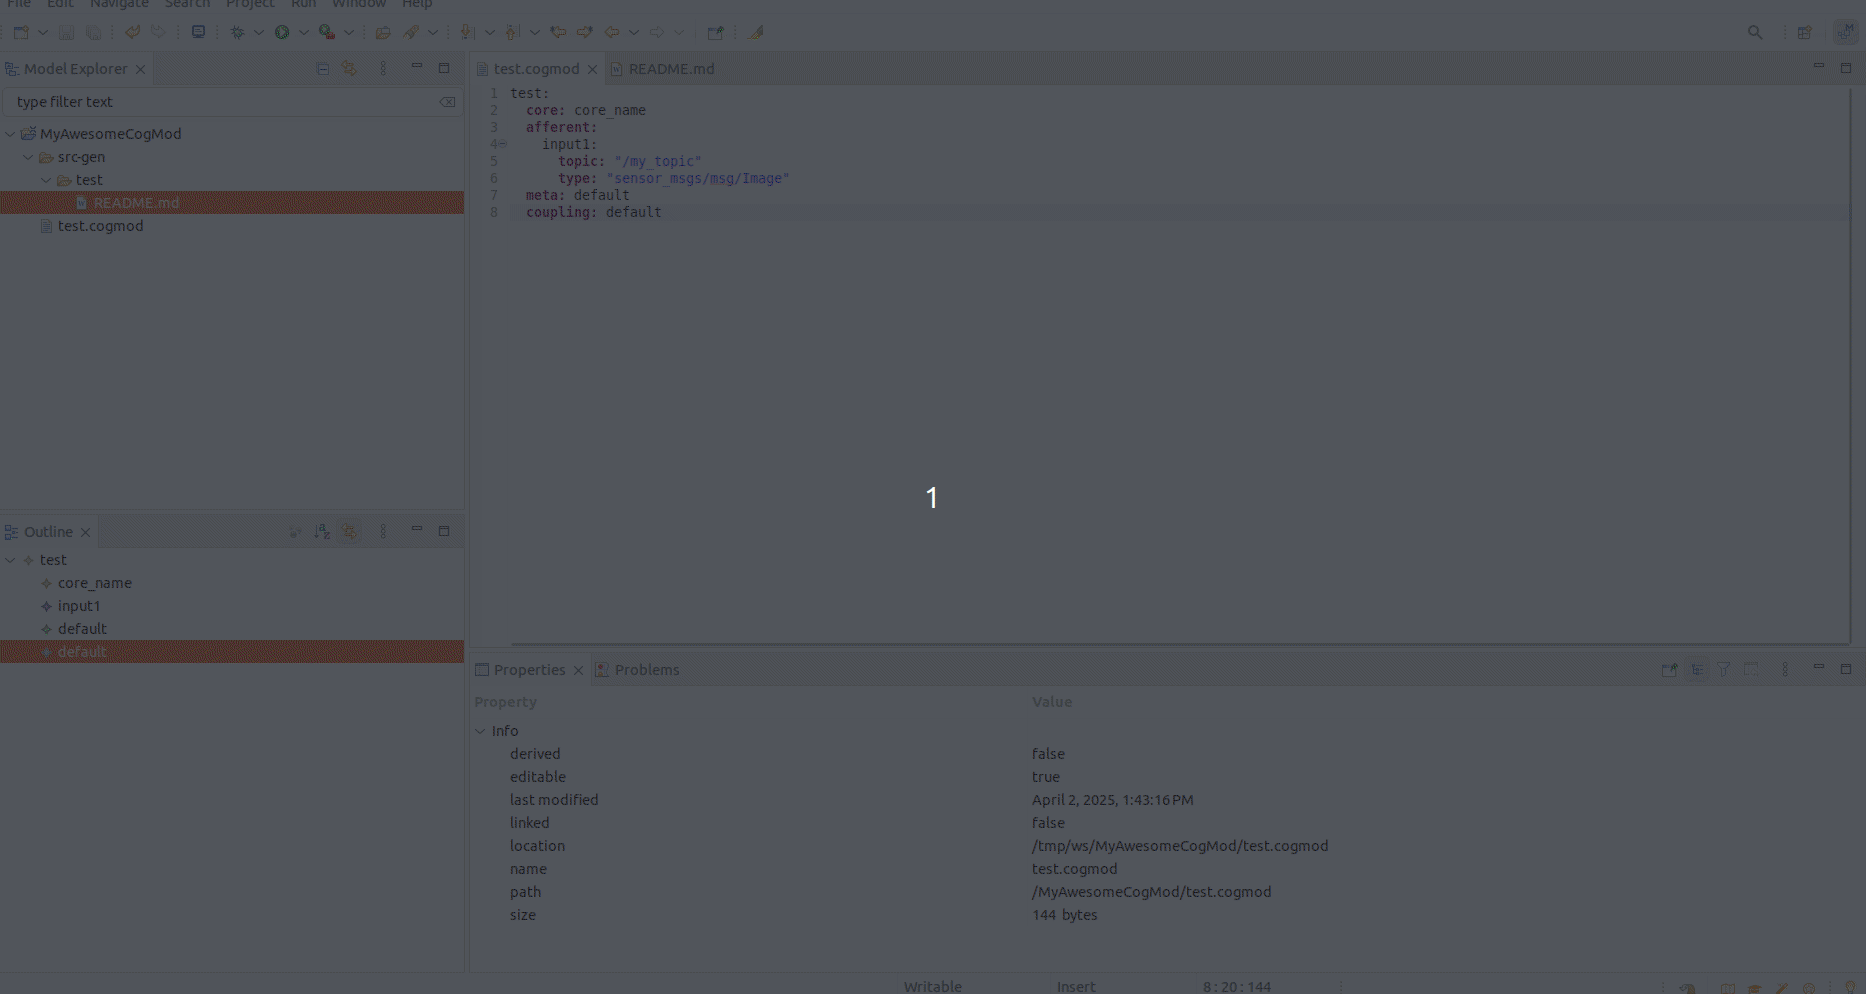 File Edit Navigate Search Project Run Window Help
Model Explorer
type filter text
MyAwesomeCogMod
src-gen
test
README.md
test.cogmod
test.cogmod README.md
1 test:
2 core: core_name
3 afferent:
4 input1:
5 topic: "/my_topic"
6 type: "sensor_msgs/msg/Image"
7 meta: default
8 coupling: default
1
Outline
test
core_name
input1
default
default
Properties Problems
Property Value
Info
derived false
editable true
last modified April 2, 2025, 1:43:16 PM
linked false
location /tmp/ws/MyAwesomeCogMod/test.cogmod
name test.cogmod
path /MyAwesomeCogMod/test.cogmod
size 144 bytes
Writable Insert 8 : 20 : 144